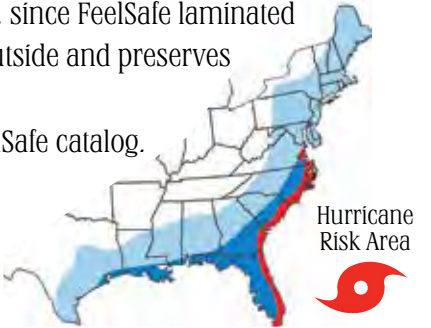 since FeelSafe laminated
utside and preserves
Safe catalog.
Hurricane
Risk Area